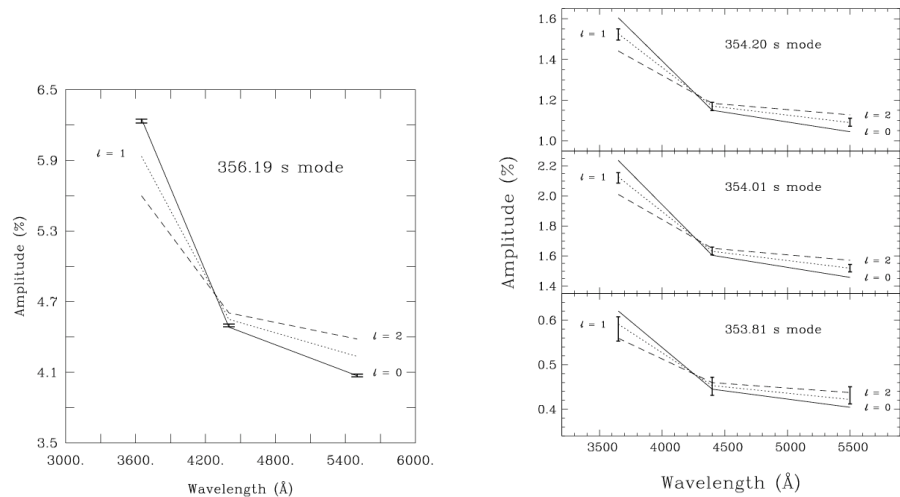 6.5
5.9
5.3
4.7
4.1
3.5
Amplitude (%)
ℓ = 1
356.19 s mode
ℓ = 2
ℓ = 0
3000. 3600. 4200. 4800. 5400. 6000.
Wavelength (Å)
1.6
1.4
1.2
1.0
ℓ = 1
354.20 s mode
ℓ = 2
ℓ = 0
2.2
2.0
1.8
1.6
1.4
Amplitude (%)
ℓ = 1
354.01 s mode
ℓ = 2
ℓ = 0
0.6
0.5
0.4
ℓ = 1
353.81 s mode
ℓ = 2
ℓ = 0
3500 4000 4500 5000 5500
Wavelength (Å)